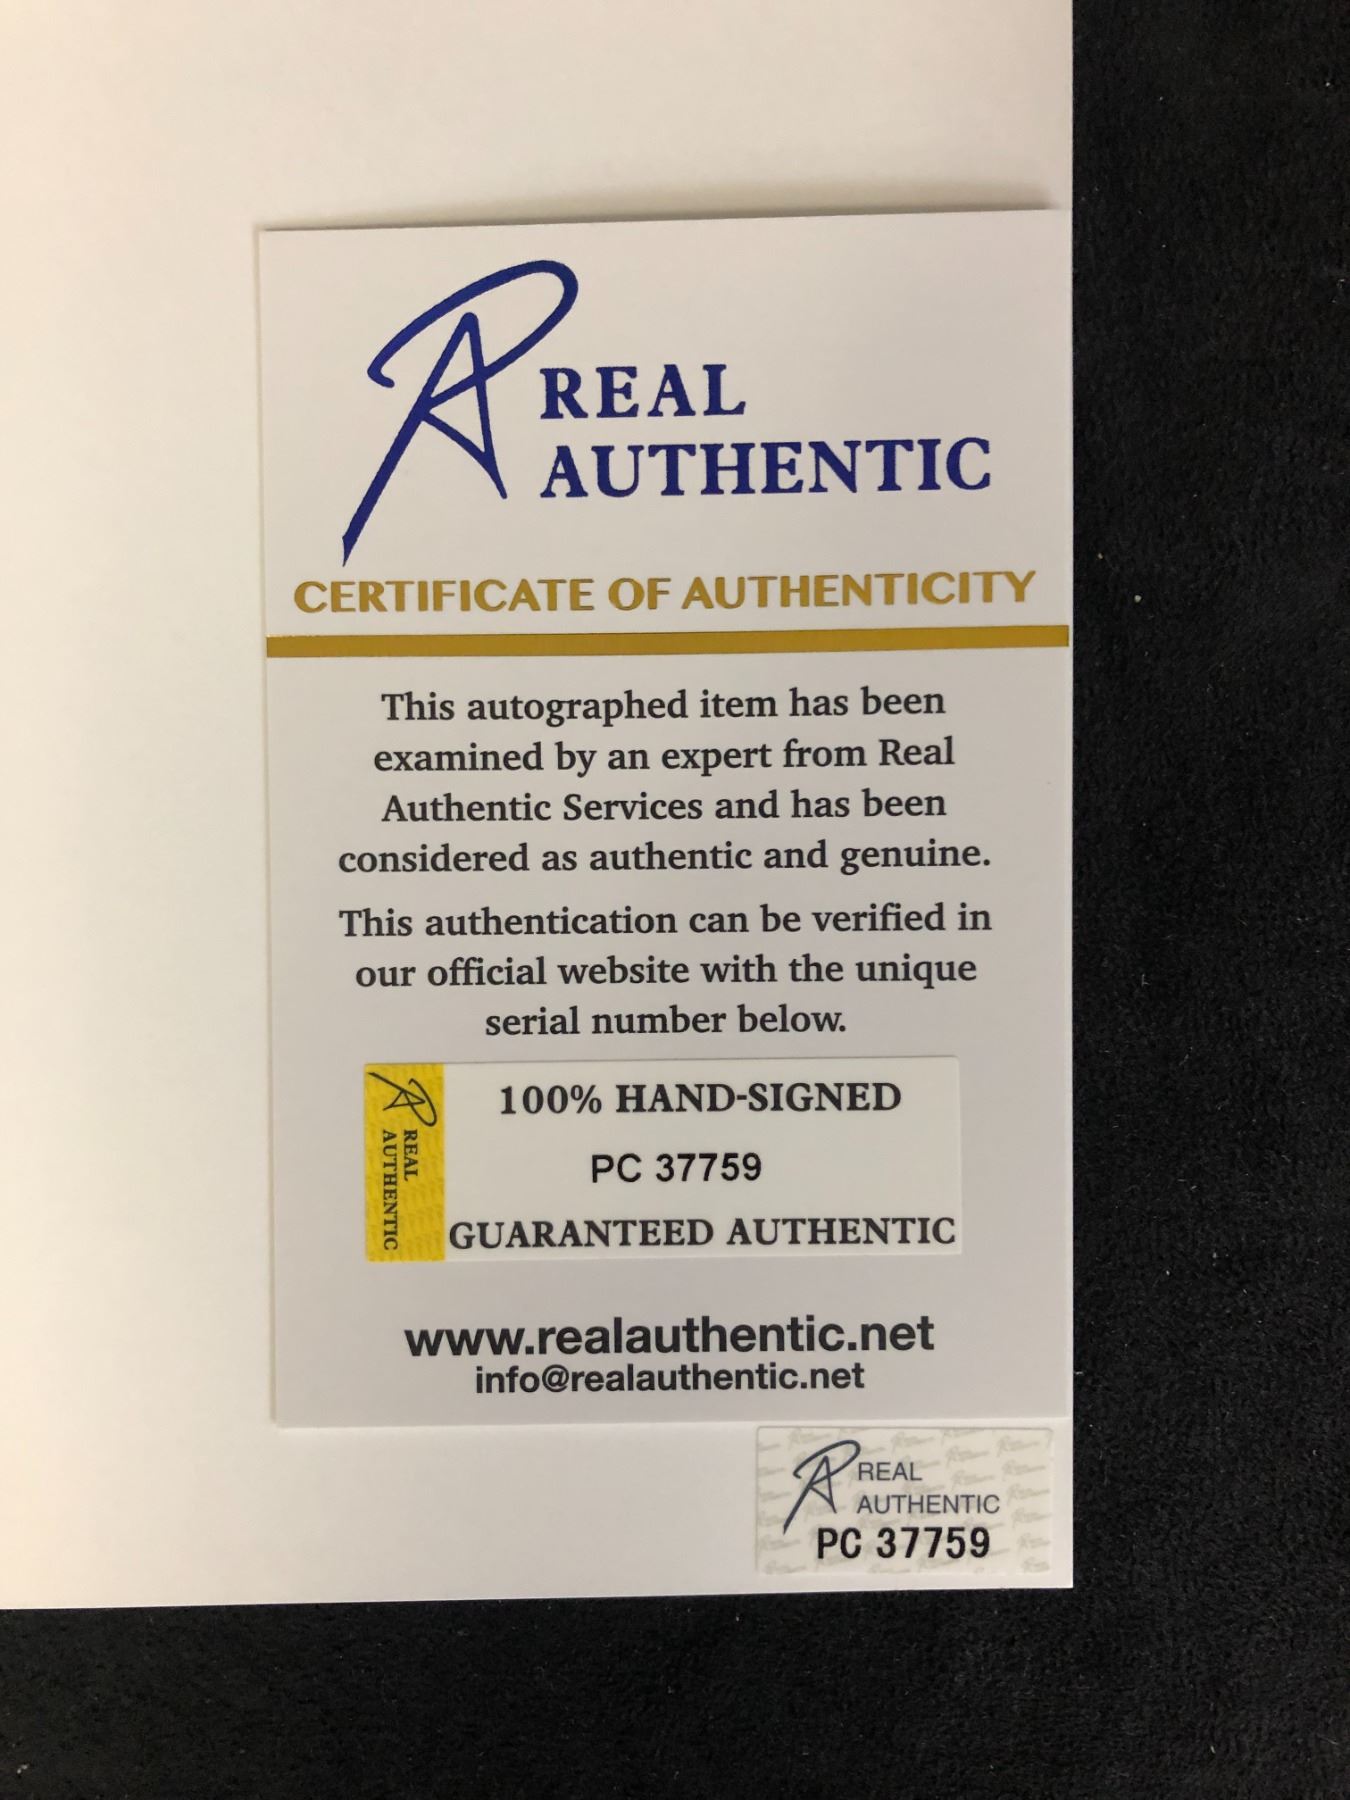 REAL
AUTHENTIC
CERTIFICATE OF AUTHENTICITY
This autographed item has been
examined by an expert from Real
Authentic Services and has been
considered as authentic and genuine.
This authentication can be verified in
our official website with the unique
serial number below.
REAL
AUTHENTIC
100% HAND-SIGNED
PC 37759
GUARANTEED AUTHENTIC
www.realauthentic.net
info@realauthentic.net
REAL
AUTHENTIC
PC 37759